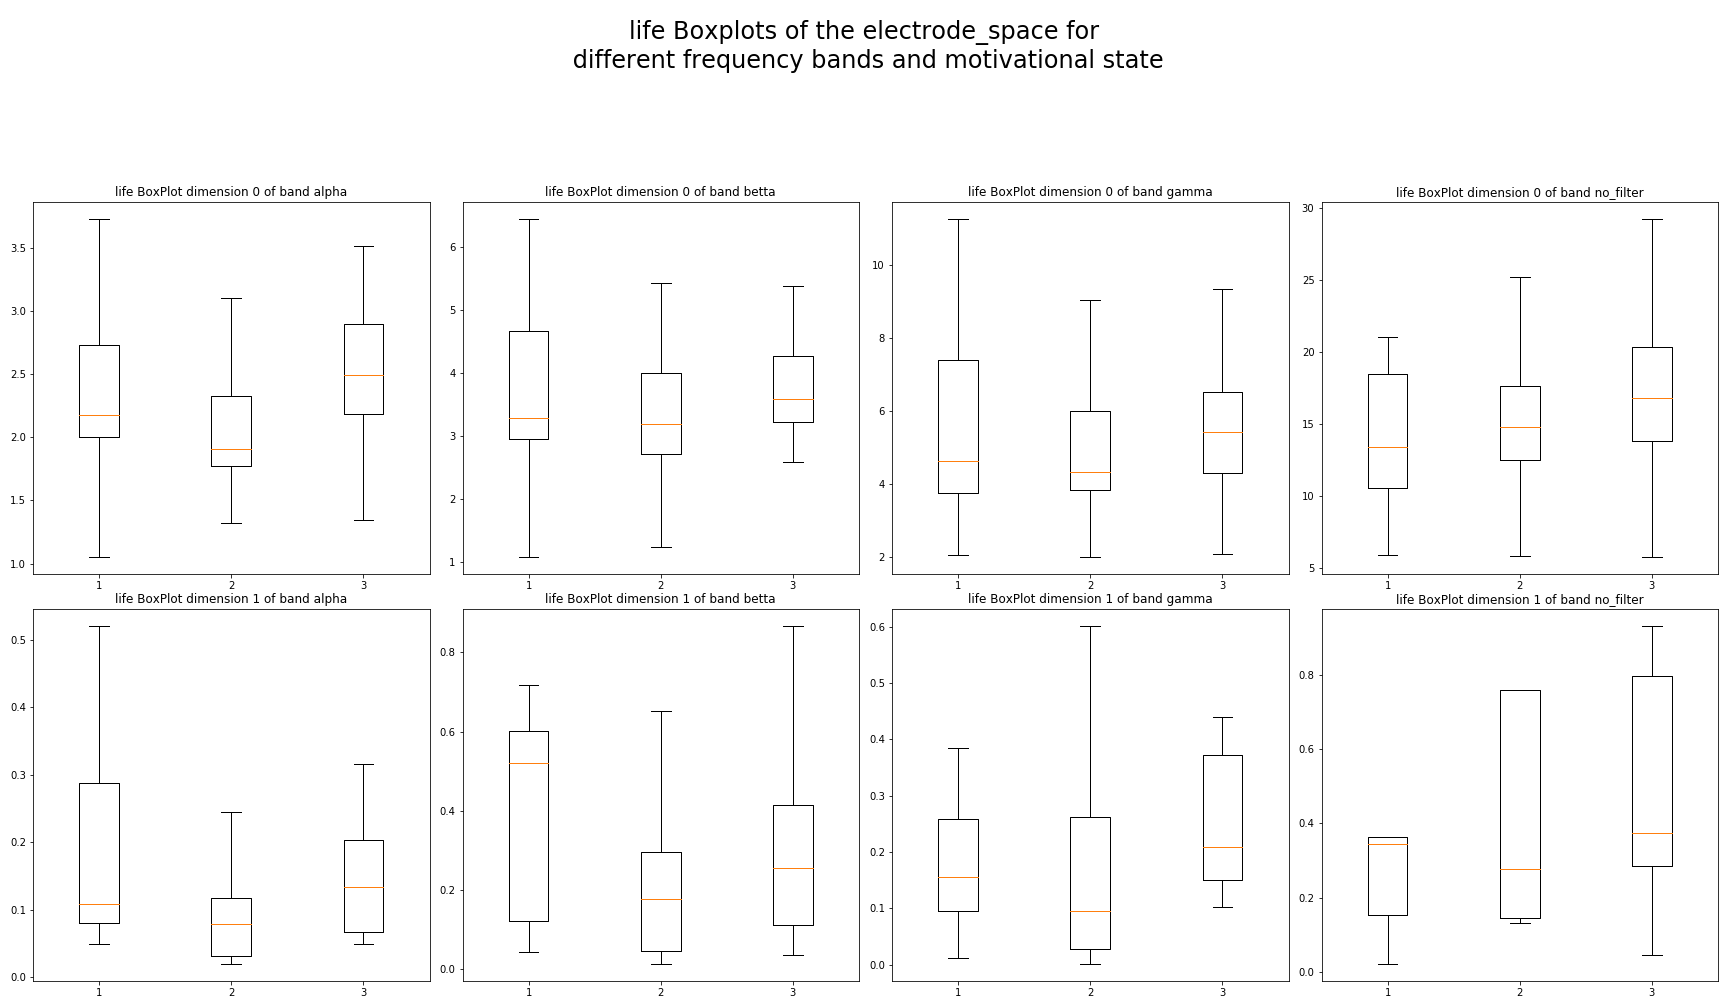 life Boxplots of the electrode_space for
different frequency bands and motivational state
life BoxPlot dimension 0 of band alpha
3.5
3.0
2.5
2.0
1.5
1.0
1 2 3
life BoxPlot dimension 0 of band betta
6
5
4
3
2
1
1 2 3
life BoxPlot dimension 0 of band gamma
10
8
6
4
2
1 2 3
life BoxPlot dimension 0 of band no_filter
30
25
20
15
10
5
1 2 3
life BoxPlot dimension 1 of band alpha
0.5
0.4
0.3
0.2
0.1
0.0
1 2 3
life BoxPlot dimension 1 of band betta
0.8
0.6
0.4
0.2
0.0
1 2 3
life BoxPlot dimension 1 of band gamma
0.6
0.5
0.4
0.3
0.2
0.1
0.0
1 2 3
life BoxPlot dimension 1 of band no_filter
0.8
0.6
0.4
0.2
0.0
1 2 3